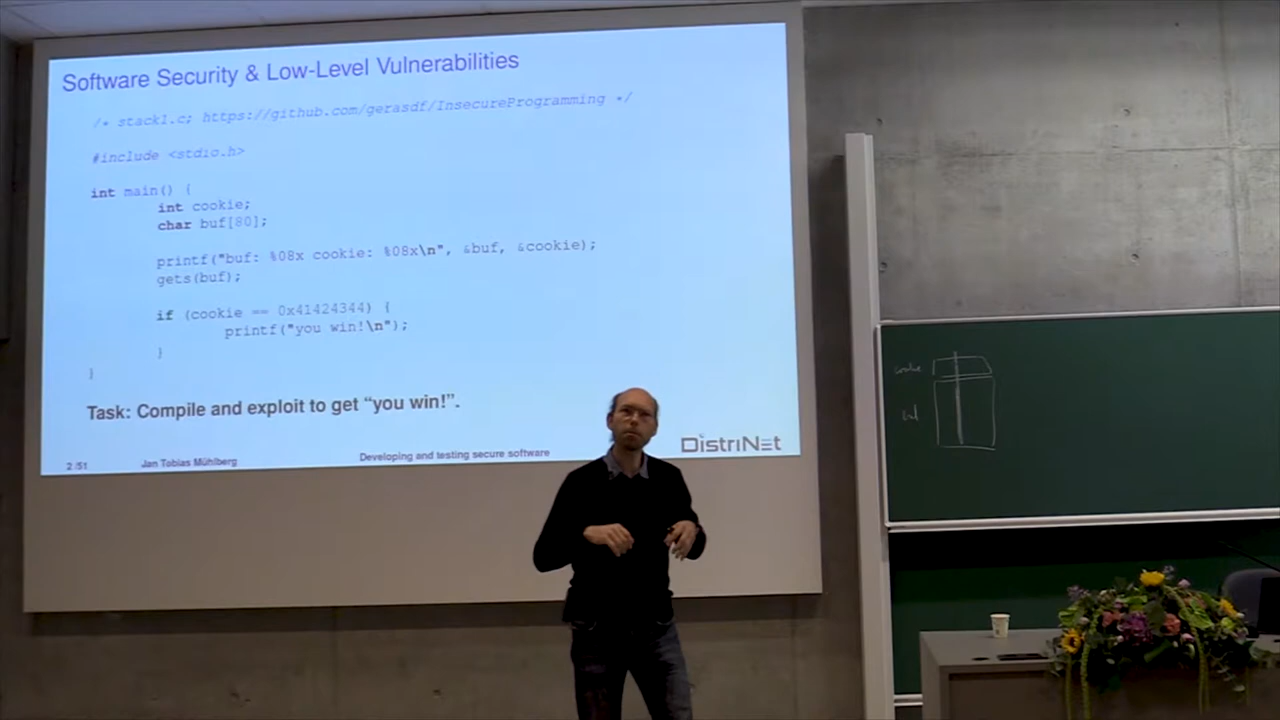 Software Security & Low-Level Vulnerabilities
/* stack1.c; https://github.com/gerasdf/InsecureProgramming */
#include <stdio.h>
int main() {
int cookie;
char buf[80];
printf("buf: %08x cookie: %08x\n", &buf, &cookie);
gets(buf);
if (cookie == 0x41424344) {
printf("you win!\n");
}
}
Task: Compile and exploit to get “you win!”.
2 /51 Jan Tobias Mühlberg Developing and testing secure software DistriNet
cookie
buf